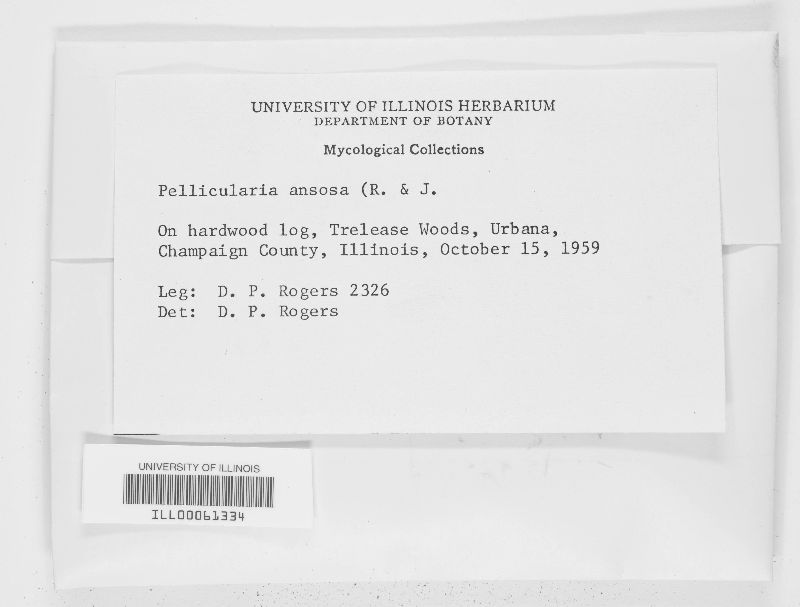 UNIVERSITY OF ILLINOIS HERBARIUM
DEPARTMENT OF BOTANY
Mycological Collections
Pellicularia ansosa (R. & J.
On hardwood log, Trelease Woods, Urbana,
Champaign County, Illinois, October 15, 1959
Leg: D. P. Rogers 2326
Det: D. P. Rogers
UNIVERSITY OF ILLINOIS
ILL00061334